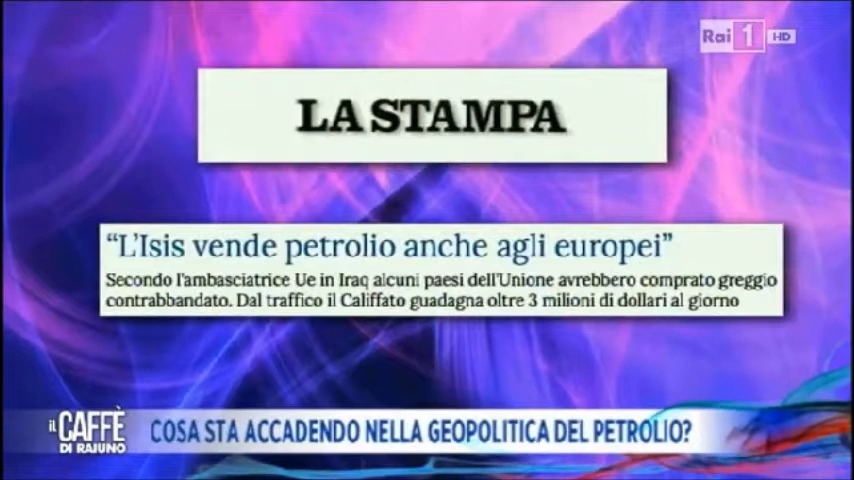 Rai 1 HD
LA STAMPA
“L’Isis vende petrolio anche agli europei”
Secondo l’ambasciatrice Ue in Iraq alcuni paesi dell’Unione avrebbero comprato greggio
contrabbandato. Dal traffico il Califfato guadagna oltre 3 milioni di dollari al giorno
IL CAFFÈ
DI RAIUNO
COSA STA ACCADENDO NELLA GEOPOLITICA DEL PETROLIO?